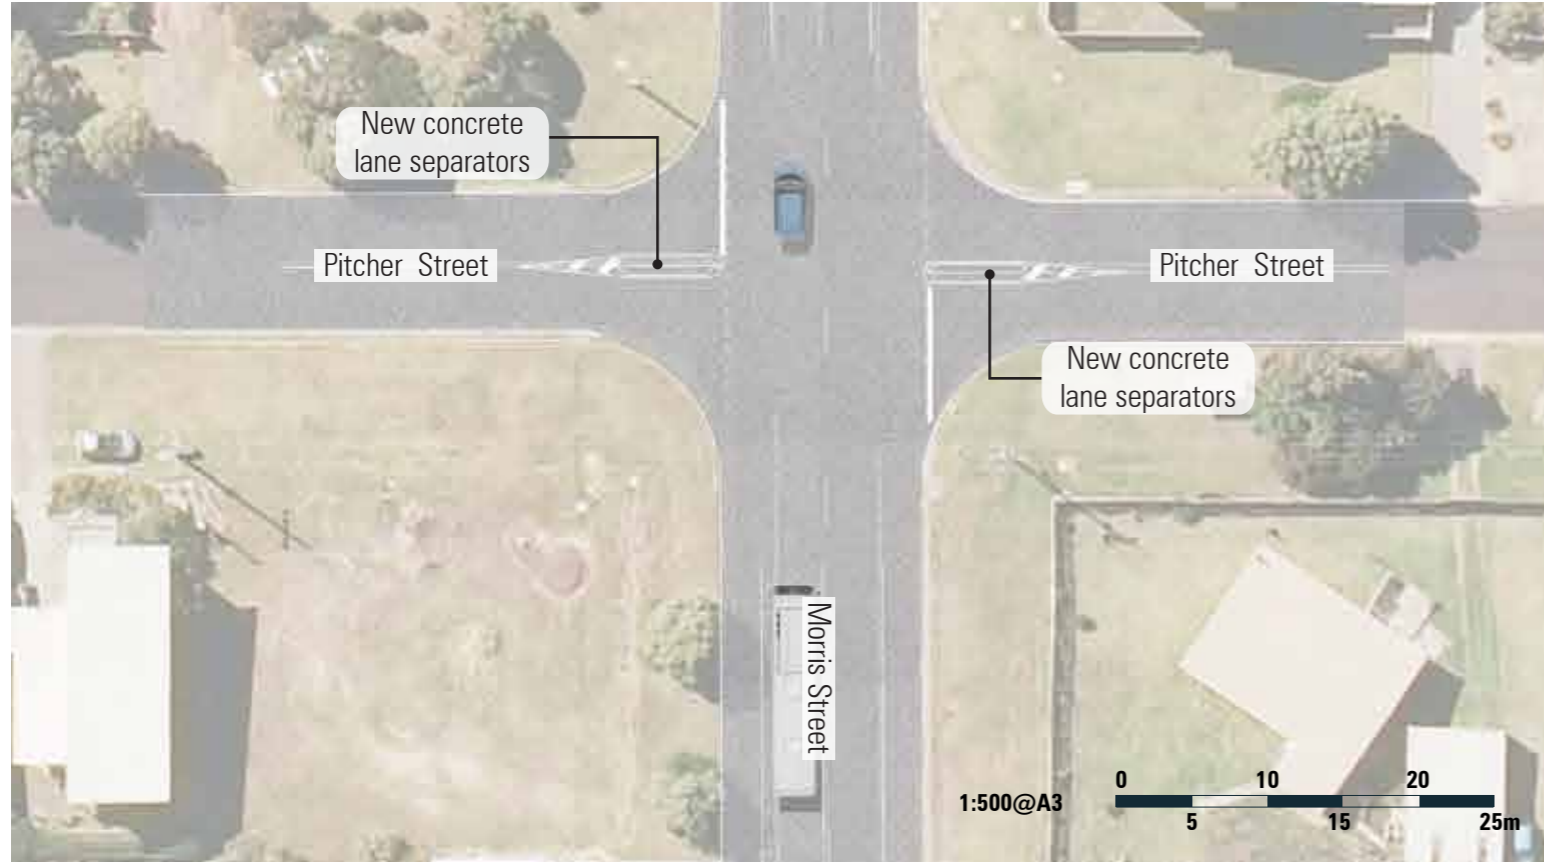 New concrete
lane separators
Pitcher Street
Pitcher Street
New concrete
lane separators
Morris Street
1:500@A3
0 10 20
5 15 25m